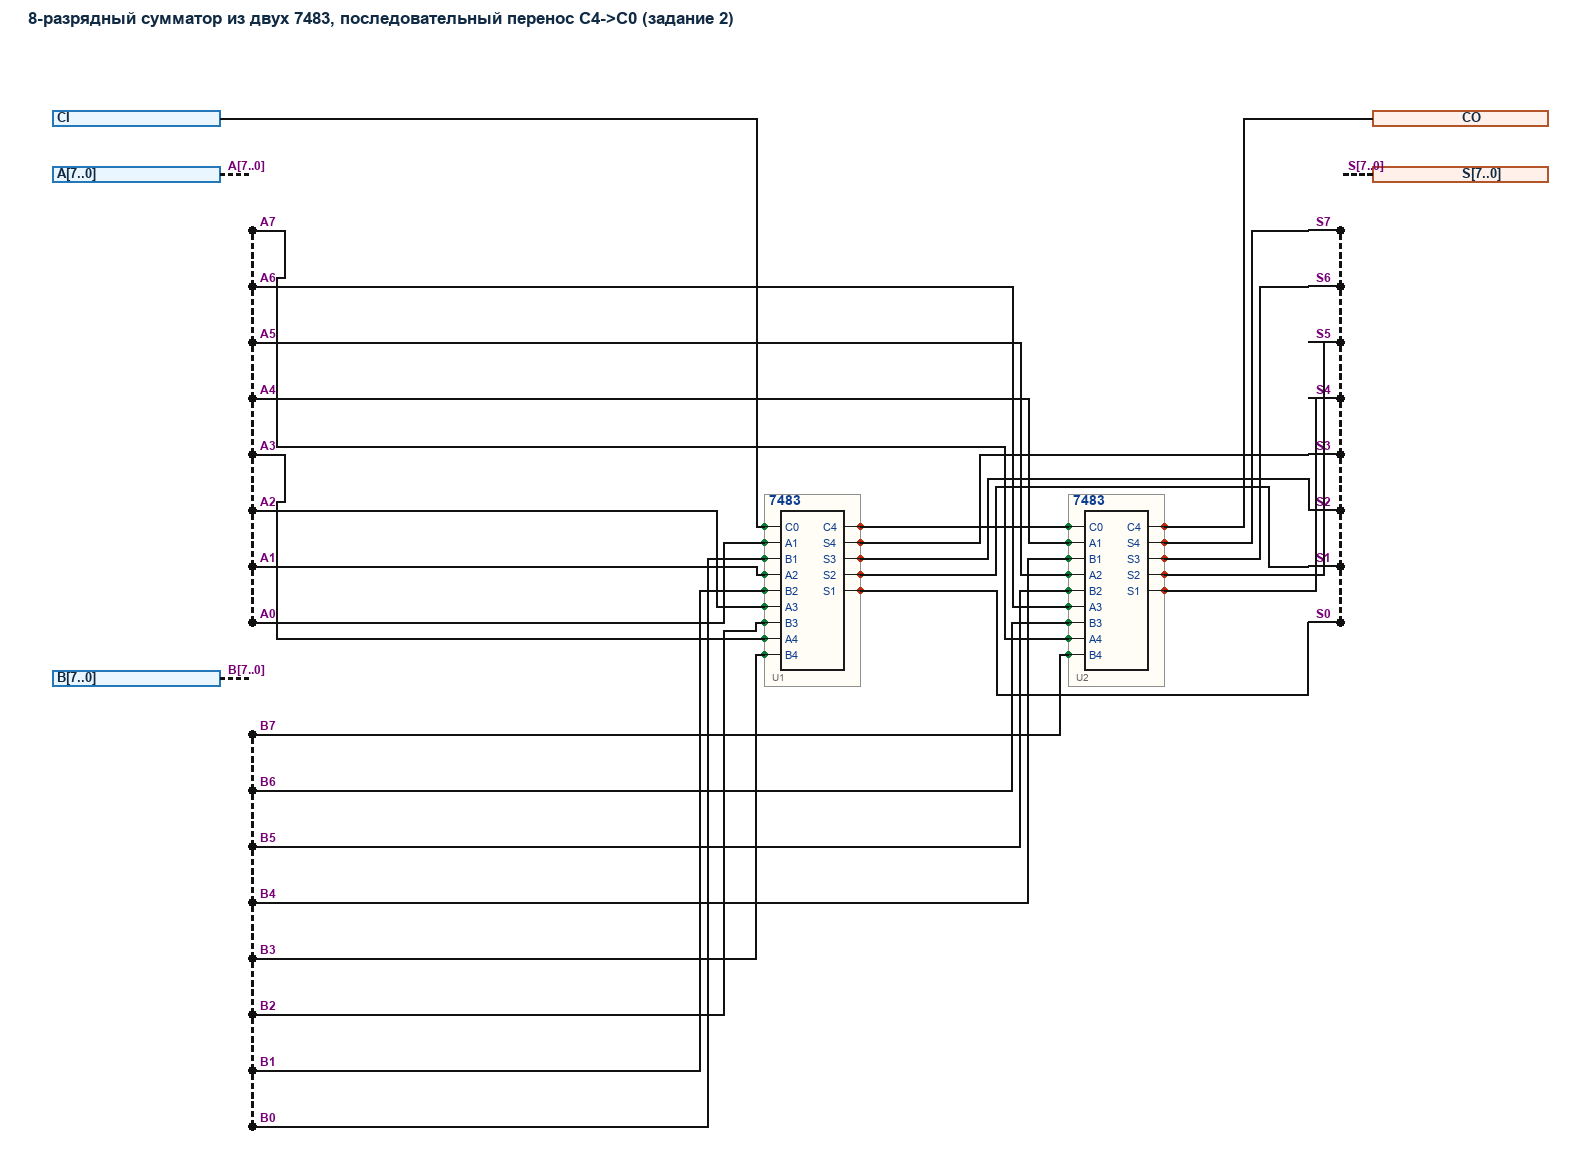 8-разрядный сумматор из двух 7483, последовательный перенос C4->C0 (задание 2)
CI
CO
A[7..0]
A[7..0]
S[7..0]
S[7..0]
A7
S7
A6
S6
A5
S5
A4
S4
A3
S3
A2
S2
A1
S1
A0
S0
7483
C0 C4
A1 S4
B1 S3
A2 S2
B2 S1
A3
B3
A4
B4
U1
7483
C0 C4
A1 S4
B1 S3
A2 S2
B2 S1
A3
B3
A4
B4
U2
B[7..0]
B[7..0]
B7
B6
B5
B4
B3
B2
B1
B0